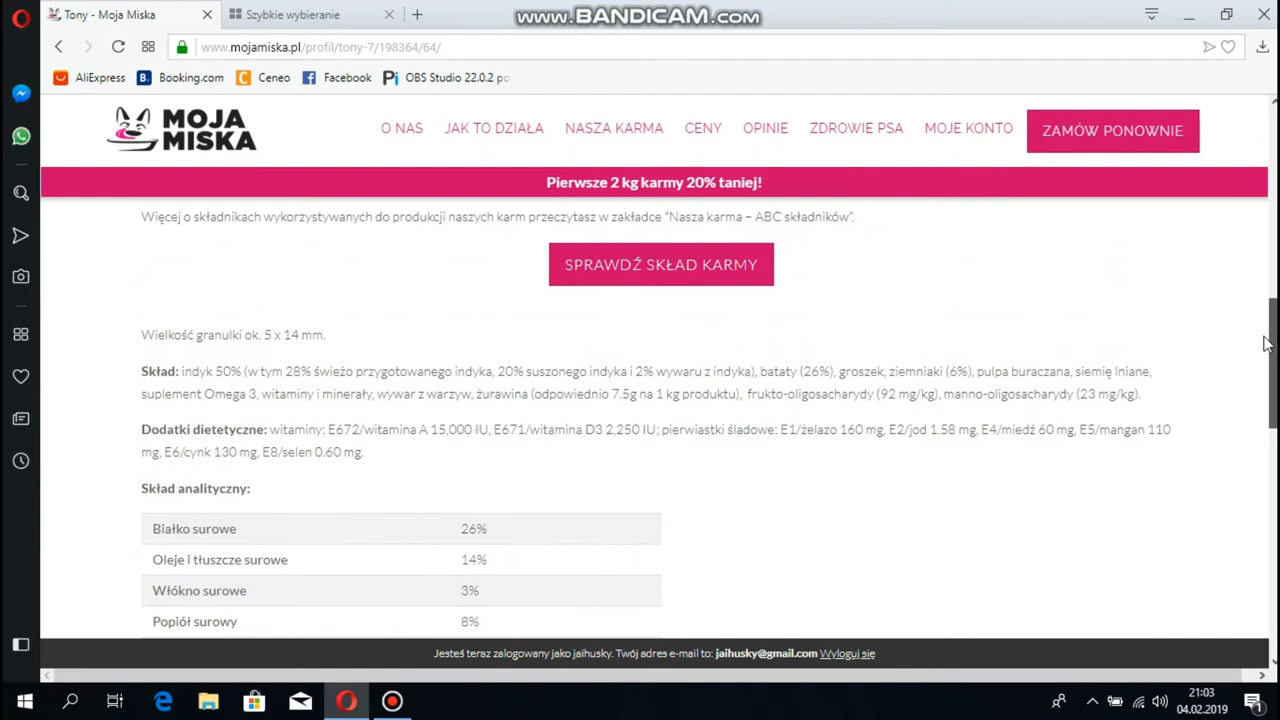 Tony - Moja Miska
Szybkie wybieranie
www.BANDICAM.com
www.mojamiska.pl/profil/tony-7/198364/64/
AliExpress
B. Booking.com
C Ceneo
f Facebook
Pi OBS Studio 22.0.2 po
MOJA
MISKA
O NAS
JAK TO DZIAŁA
NASZA KARMA
CENY
OPINIE
ZDROWIE PSA
MOJE KONTO
ZAMÓW PONOWNIE
Pierwsze 2 kg karmy 20% taniej!
Więcej o składnikach wykorzystywanych do produkcji naszych karm przeczytasz w zakładce "Nasza karma – ABC składników".
SPRAWDŹ SKŁAD KARMY
Wielkość granulki ok. 5 x 14 mm.
Skład: indyk 50% (w tym 28% świeżo przygotowanego indyka, 20% suszonego indyka i 2% wywaru z indyka), bataty (26%), groszek, ziemniaki (6%), pulpa buraczana, siemię lniane,
suplement Omega 3, witaminy i minerały, wywar z warzyw, żurawina (odpowiednio 7.5g na 1 kg produktu), frukto-oligosacharydy (92 mg/kg), manno-oligosacharydy (23 mg/kg).
Dodatki dietetyczne: witaminy: E672/witamina A 15,000 IU, E671/witamina D3 2,250 IU; pierwiastki śladowe: E1/żelazo 160 mg, E2/jod 1.58 mg, E4/miedź 60 mg, E5/mangan 110
mg, E6/cynk 130 mg, E8/selen 0.60 mg.
Skład analityczny:
Białko surowe 26%
Oleje i tłuszcze surowe 14%
Włókno surowe 3%
Popiół surowy 8%
Jesteś teraz zalogowany jako jaihusky. Twój adres e-mail to: jaihusky@gmail.com Wyloguj się
21:03
04.02.2019
1